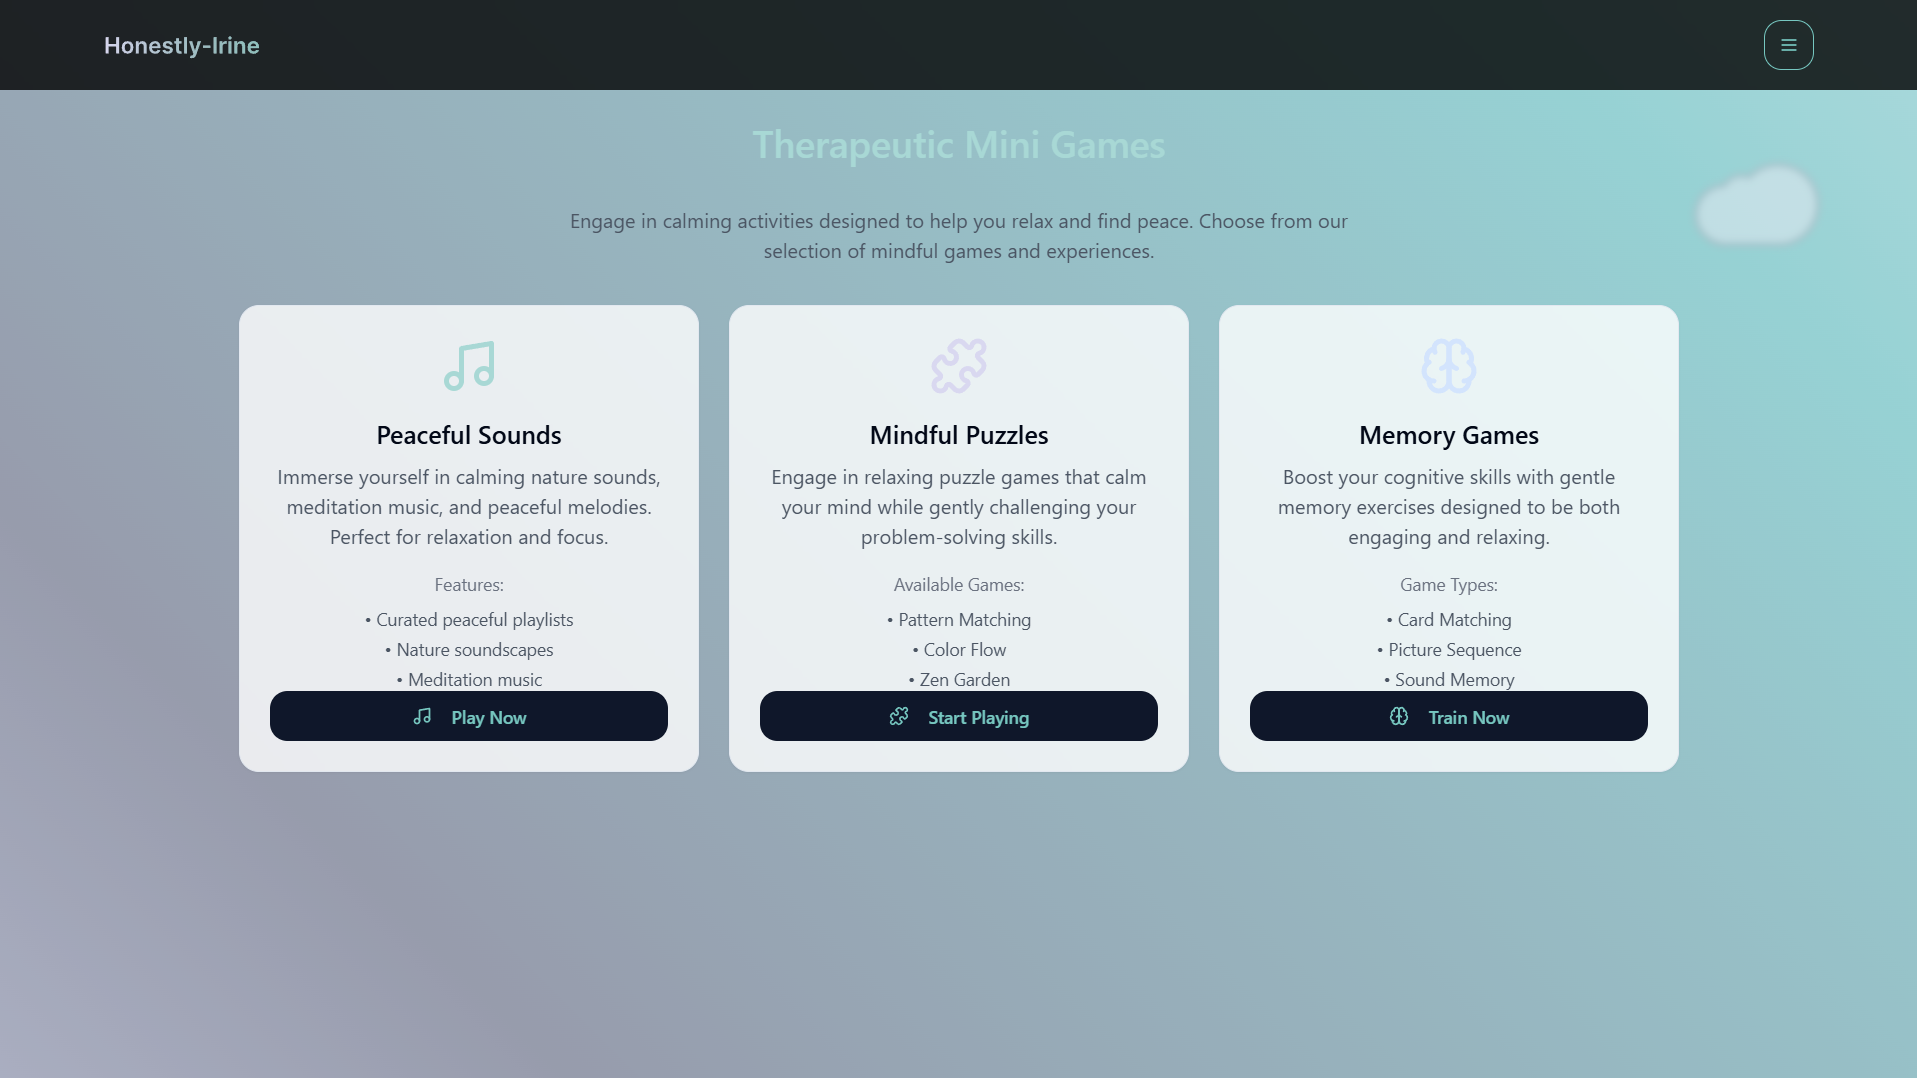 Honestly-Irine
Therapeutic Mini Games
Engage in calming activities designed to help you relax and find peace. Choose from our
selection of mindful games and experiences.
Peaceful Sounds
Immerse yourself in calming nature sounds,
meditation music, and peaceful melodies.
Perfect for relaxation and focus.
Features:
• Curated peaceful playlists
• Nature soundscapes
• Meditation music
Play Now
Mindful Puzzles
Engage in relaxing puzzle games that calm
your mind while gently challenging your
problem-solving skills.
Available Games:
• Pattern Matching
• Color Flow
• Zen Garden
Start Playing
Memory Games
Boost your cognitive skills with gentle
memory exercises designed to be both
engaging and relaxing.
Game Types:
• Card Matching
• Picture Sequence
• Sound Memory
Train Now